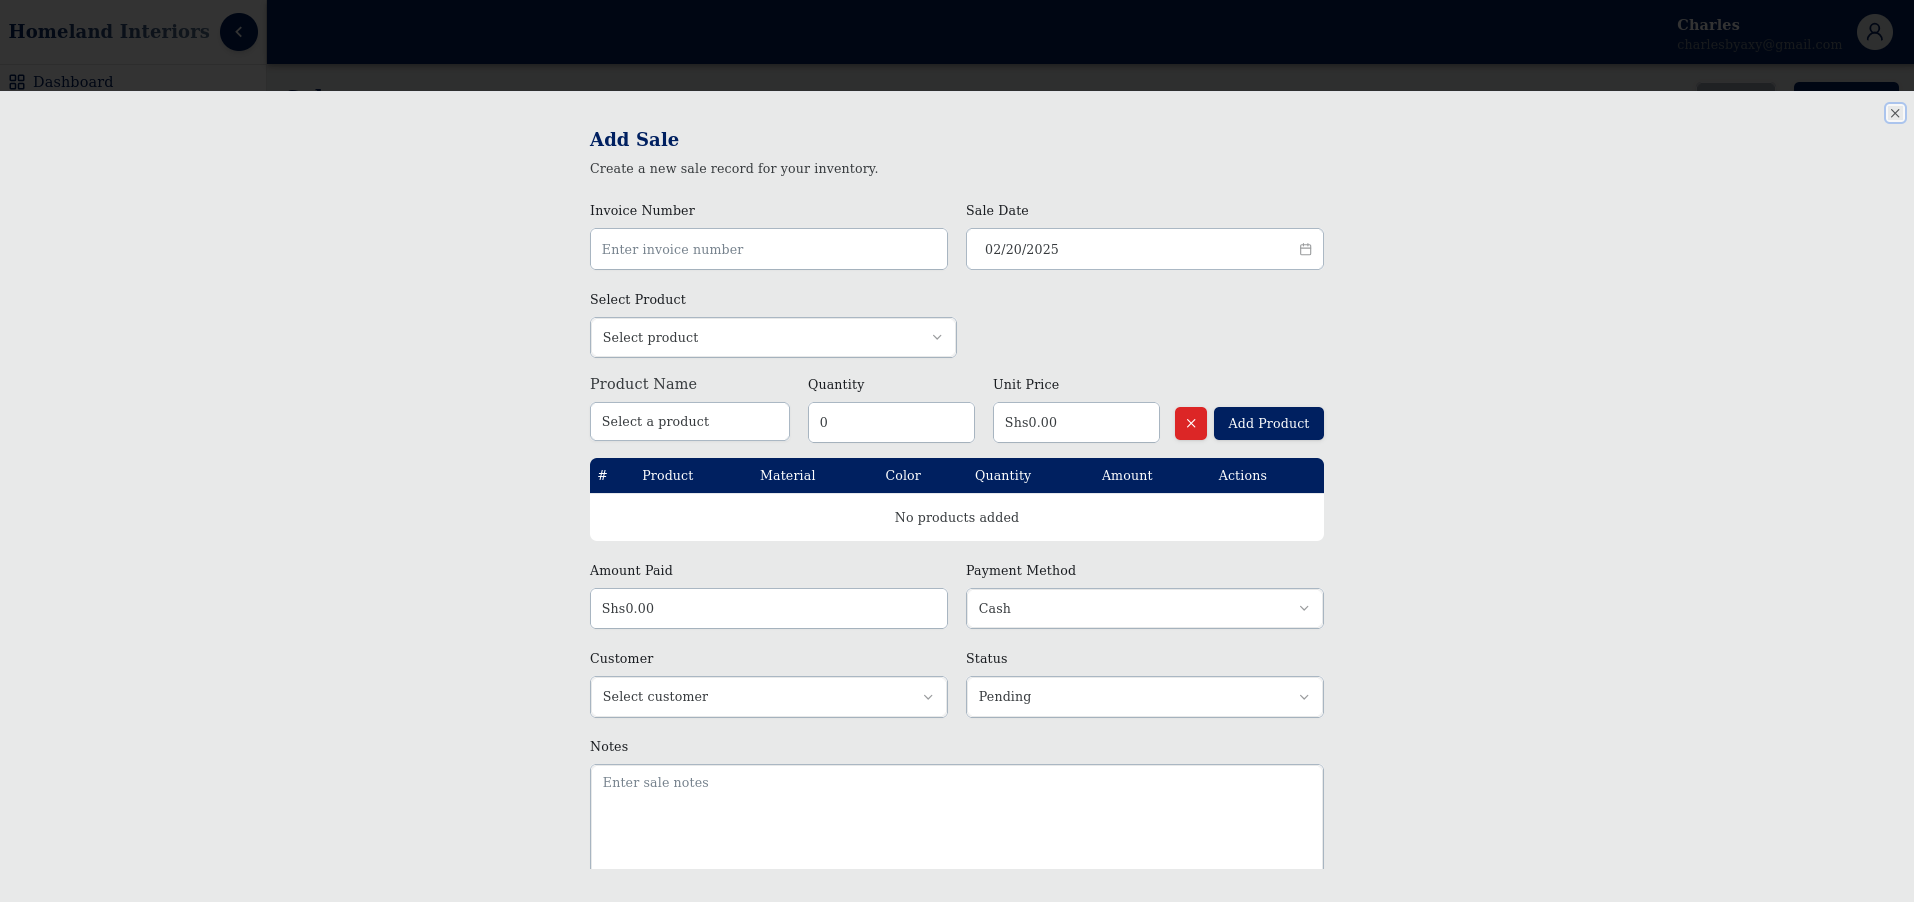 Homeland Interiors
Charles
charlesbyaxy@gmail.com
Dashboard
Add Sale
Create a new sale record for your inventory.
Invoice Number Sale Date
Enter invoice number 02/20/2025
Select Product
Select product
Product Name Quantity Unit Price
Select a product 0 Shs0.00 Add Product
# Product Material Color Quantity Amount Actions
No products added
Amount Paid Payment Method
Shs0.00 Cash
Customer Status
Select customer Pending
Notes
Enter sale notes